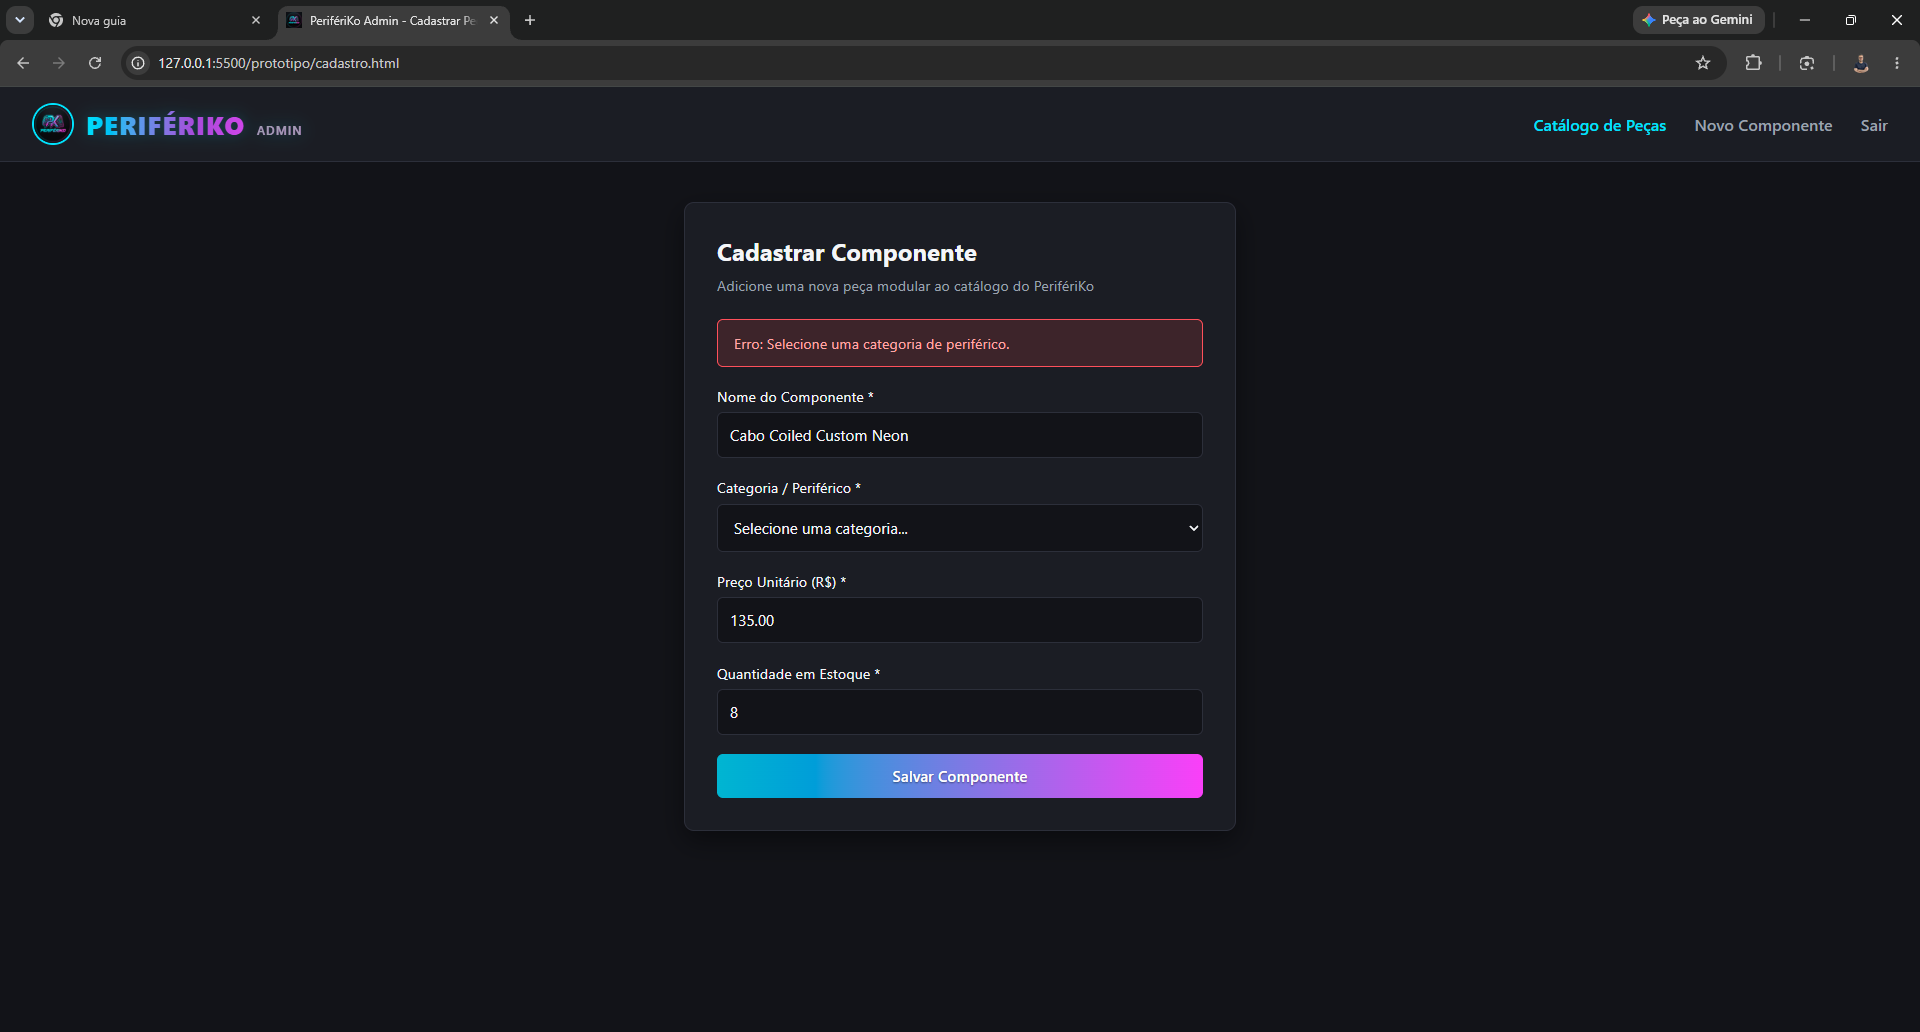 Nova guia
PerifériKo Admin - Cadastrar Pe
Peça ao Gemini
127.0.0.1:5500/prototipo/cadastro.html
PERIFÉRIKO ADMIN
Catálogo de Peças
Novo Componente
Sair
Cadastrar Componente
Adicione uma nova peça modular ao catálogo do PerifériKo
Erro: Selecione uma categoria de periférico.
Nome do Componente *
Cabo Coiled Custom Neon
Categoria / Periférico *
Selecione uma categoria...
Preço Unitário (R$) *
135.00
Quantidade em Estoque *
8
Salvar Componente